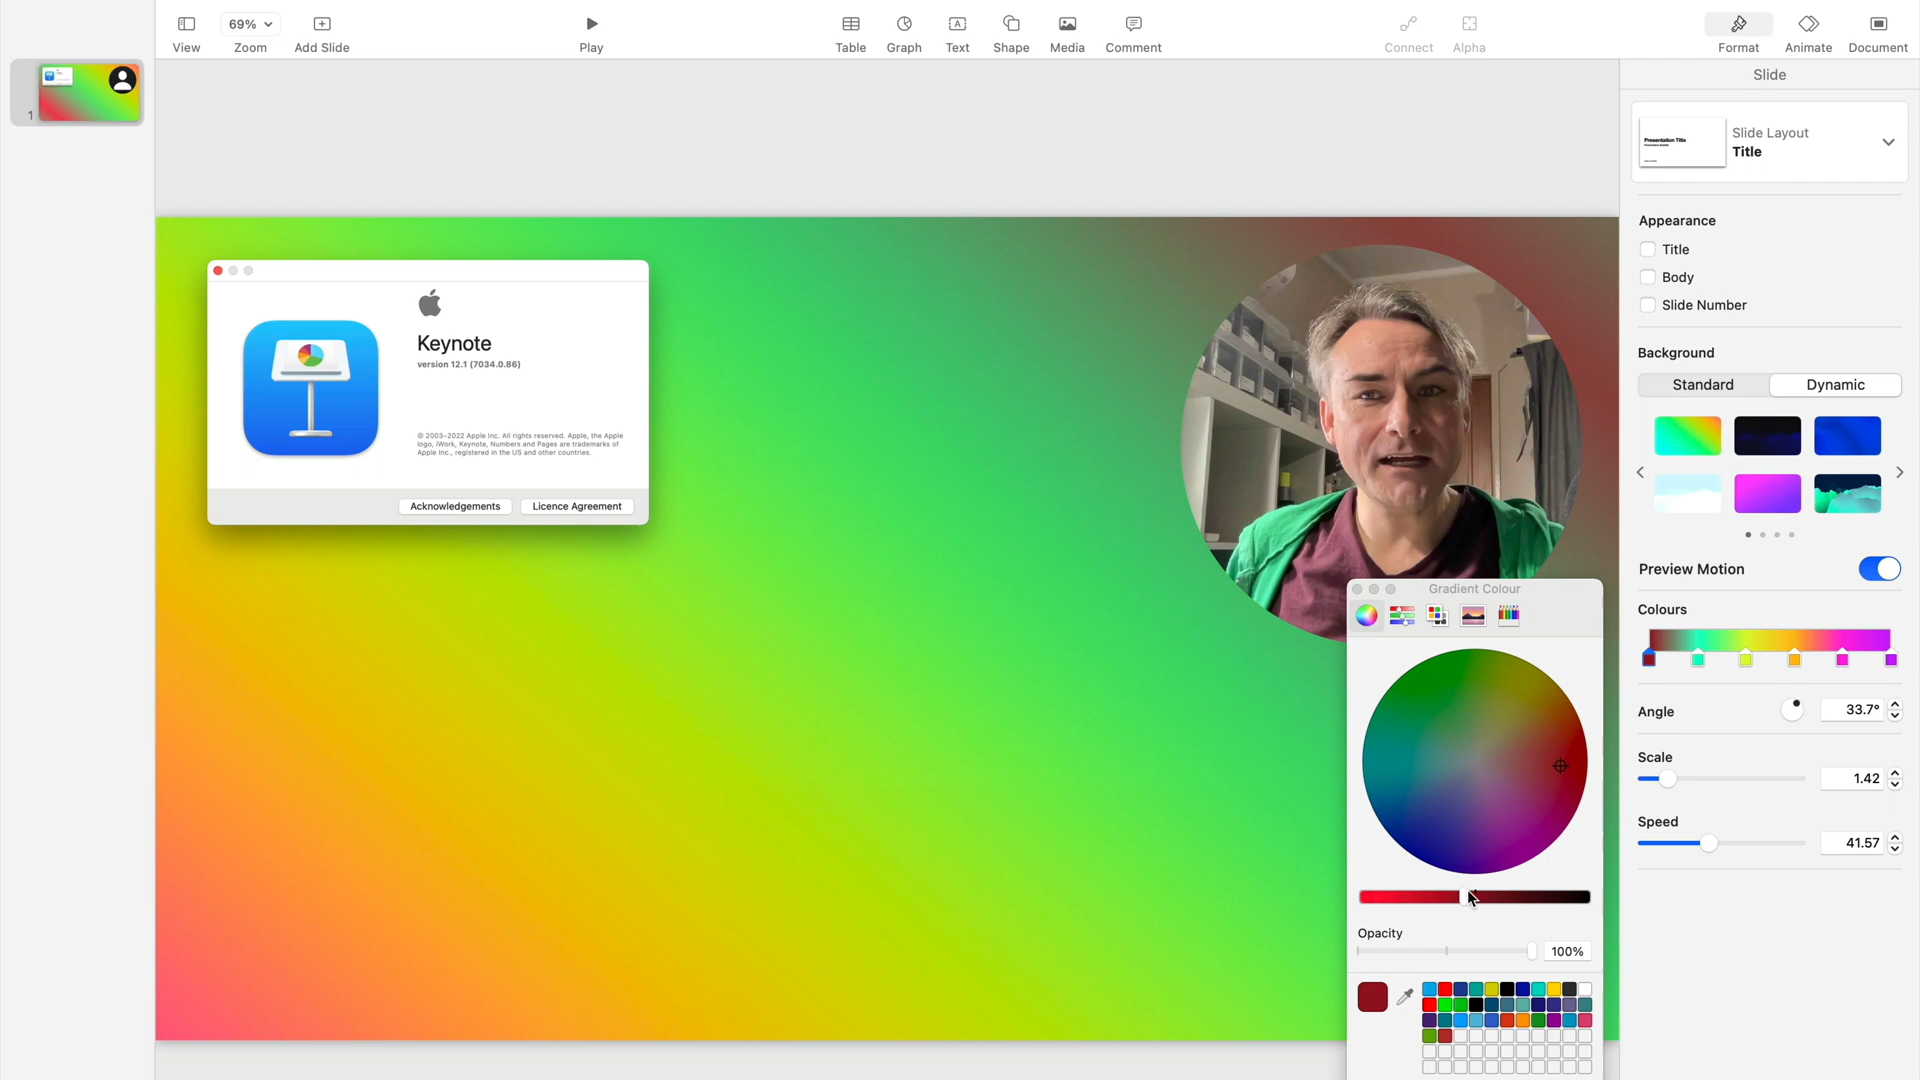 View
69%
Zoom
Add Slide
Play
Table
Graph
Text
Shape
Media
Comment
Connect
Alpha
Format
Animate
Document
1
Slide
Presentation Title
Slide Layout
Title
Appearance
Title
Body
Slide Number
Background
Standard
Dynamic
Preview Motion
Colours
Angle
33.7°
Scale
1.42
Speed
41.57
Keynote
version 12.1 (7034.0.86)
© 2003–2022 Apple Inc. All rights reserved. Apple, the Apple
logo, iWork, Keynote, Numbers and Pages are trademarks of
Apple Inc., registered in the US and other countries.
Acknowledgements
Licence Agreement
Gradient Colour
Opacity
100%